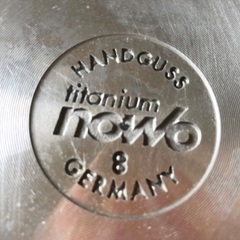 HANDGUSS
titanium
nowo
8
GERMANY